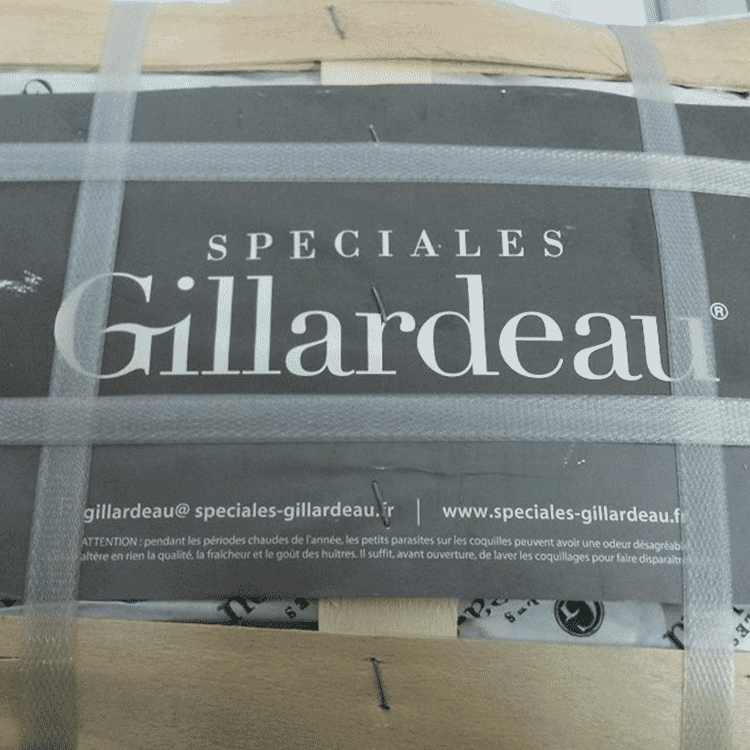 SPECIALES
Gillardeau®
gillardeau@ speciales-gillardeau.fr | www.speciales-gillardeau.fr
ATTENTION : pendant les périodes chaudes de l'année, les petits parasites sur les coquilles peuvent avoir une odeur désagréable
altère en rien la qualité, la fraîcheur et le goût des huîtres. Il suffit, avant ouverture, de laver les coquillages pour faire disparaître